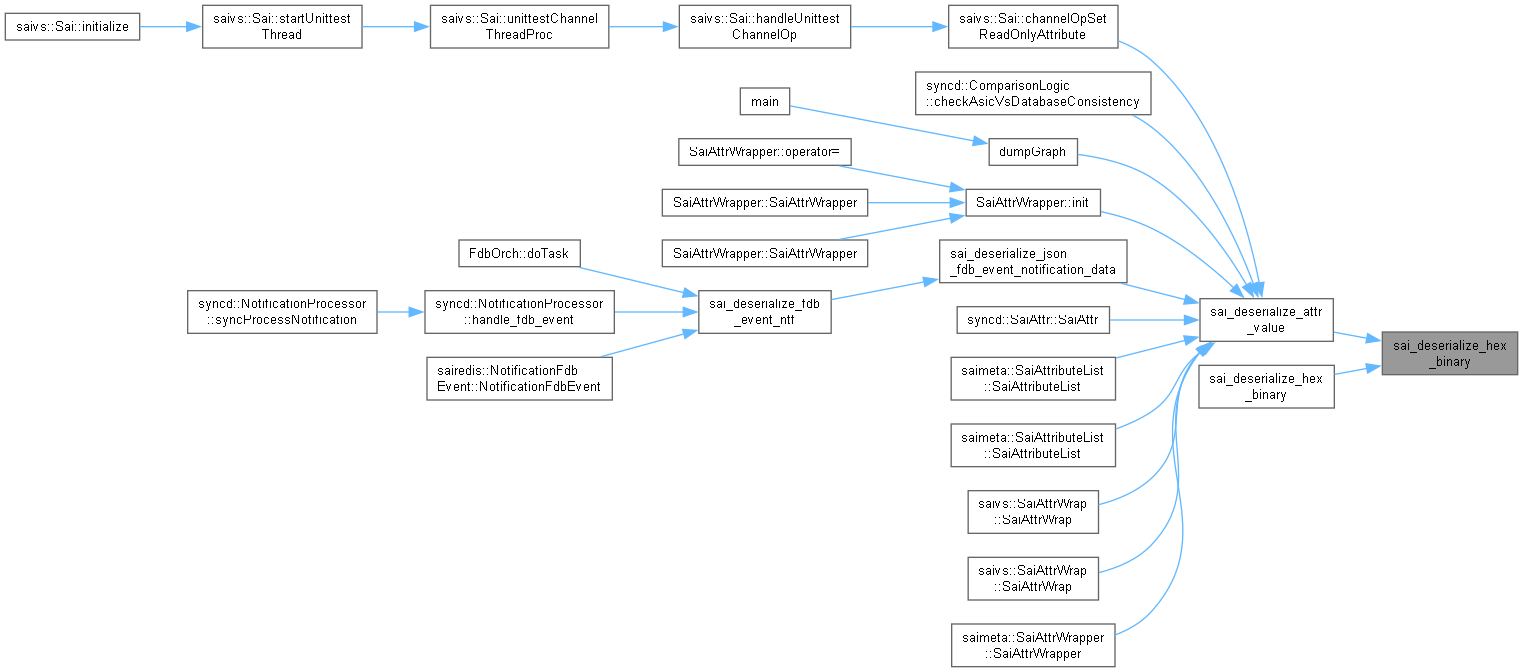 saivs::Sai::initialize
saivs::Sai::startUnittest
Thread
saivs::Sai::unittestChannel
ThreadProc
saivs::Sai::handleUnittest
ChannelOp
saivs::Sai::channelOpSet
ReadOnlyAttribute
syncd::ComparisonLogic
::checkAsicVsDatabaseConsistency
main
dumpGraph
SaiAttrWrapper::operator=
SaiAttrWrapper::SaiAttrWrapper
SaiAttrWrapper::init
SaiAttrWrapper::SaiAttrWrapper
FdbOrch::doTask
sai_deserialize_json
_fdb_event_notification_data
syncd::NotificationProcessor
::syncProcessNotification
syncd::NotificationProcessor
::handle_fdb_event
sai_deserialize_fdb
_event_ntf
sairedis::NotificationFdb
Event::NotificationFdbEvent
syncd::SaiAttr::SaiAttr
sai_deserialize_attr
_value
sai_deserialize_hex
_binary
saimeta::SaiAttributeList
::SaiAttributeList
sai_deserialize_hex
_binary
saimeta::SaiAttributeList
::SaiAttributeList
saivs::SaiAttrWrap
::SaiAttrWrap
saivs::SaiAttrWrap
::SaiAttrWrap
saimeta::SaiAttrWrapper
::SaiAttrWrapper